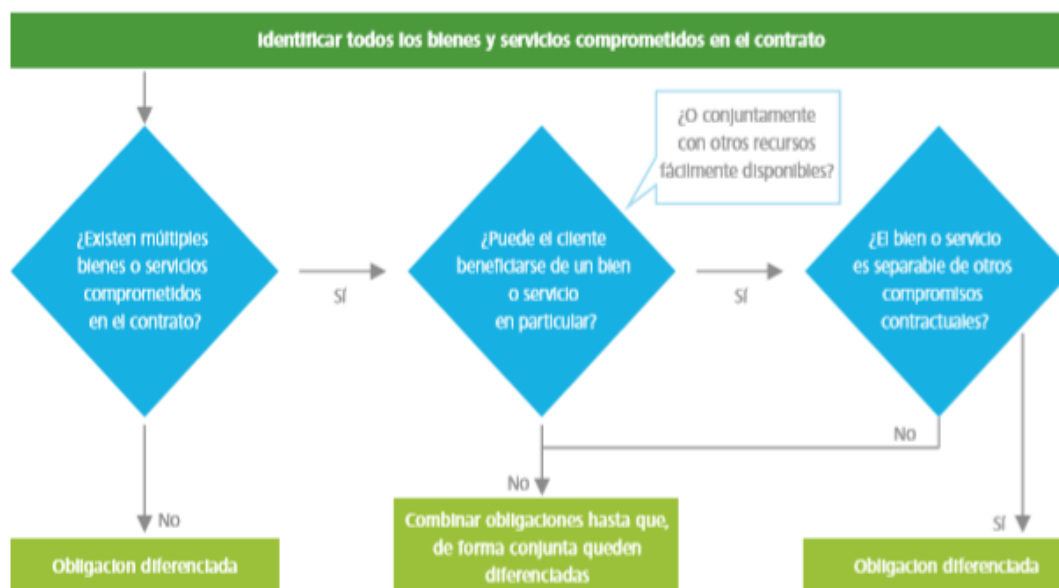 Identificar todos los bienes y servicios comprometidos en el contrato
¿O conjuntamente
con otros recursos
fácilmente disponibles?
¿Existen múltiples
bienes o servicios
comprometidos
en el contrato?
Sí
¿Puede el cliente
beneficiarse de un bien
o servicio
en particular?
Sí
¿El bien o servicio
es separable de otros
compromisos
contractuales?
No
No
No
Sí
Obligacion diferenciada
Combinar obligaciones hasta que,
de forma conjunta queden
diferenciadas
Obligacion diferenciada